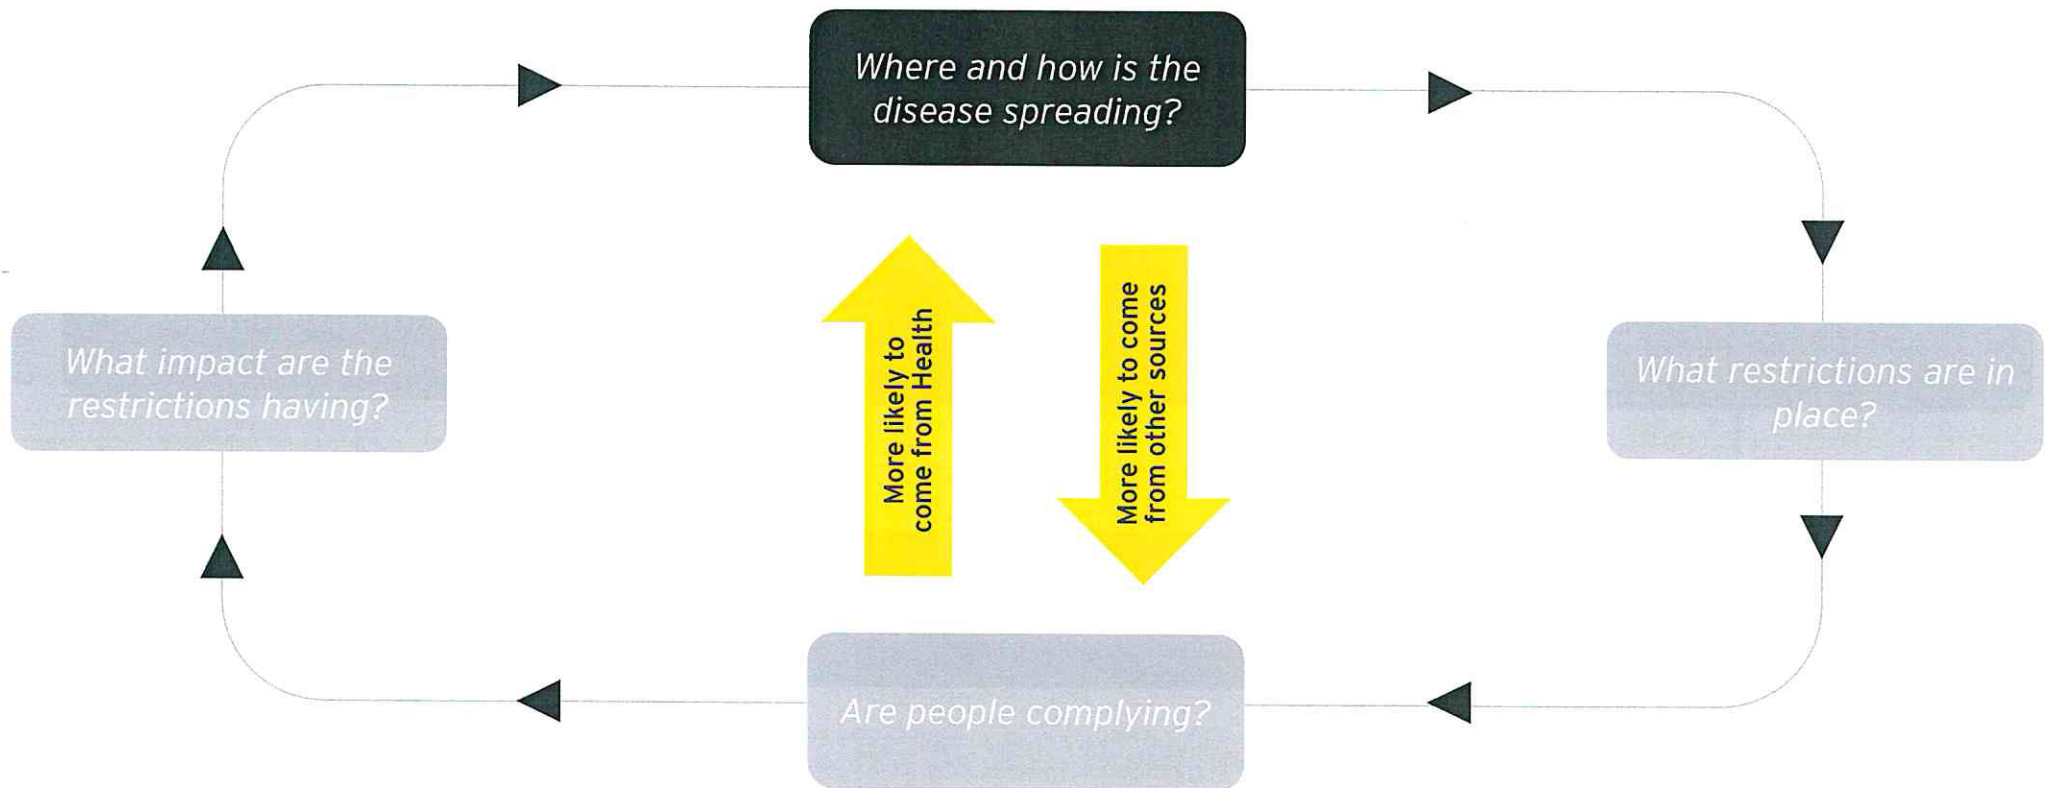 Where and how is the
disease spreading?
What impact are the
restrictions having?
More likely to
come from Health
More likely to come
from other sources
What restrictions are in
place?
Are people complying?